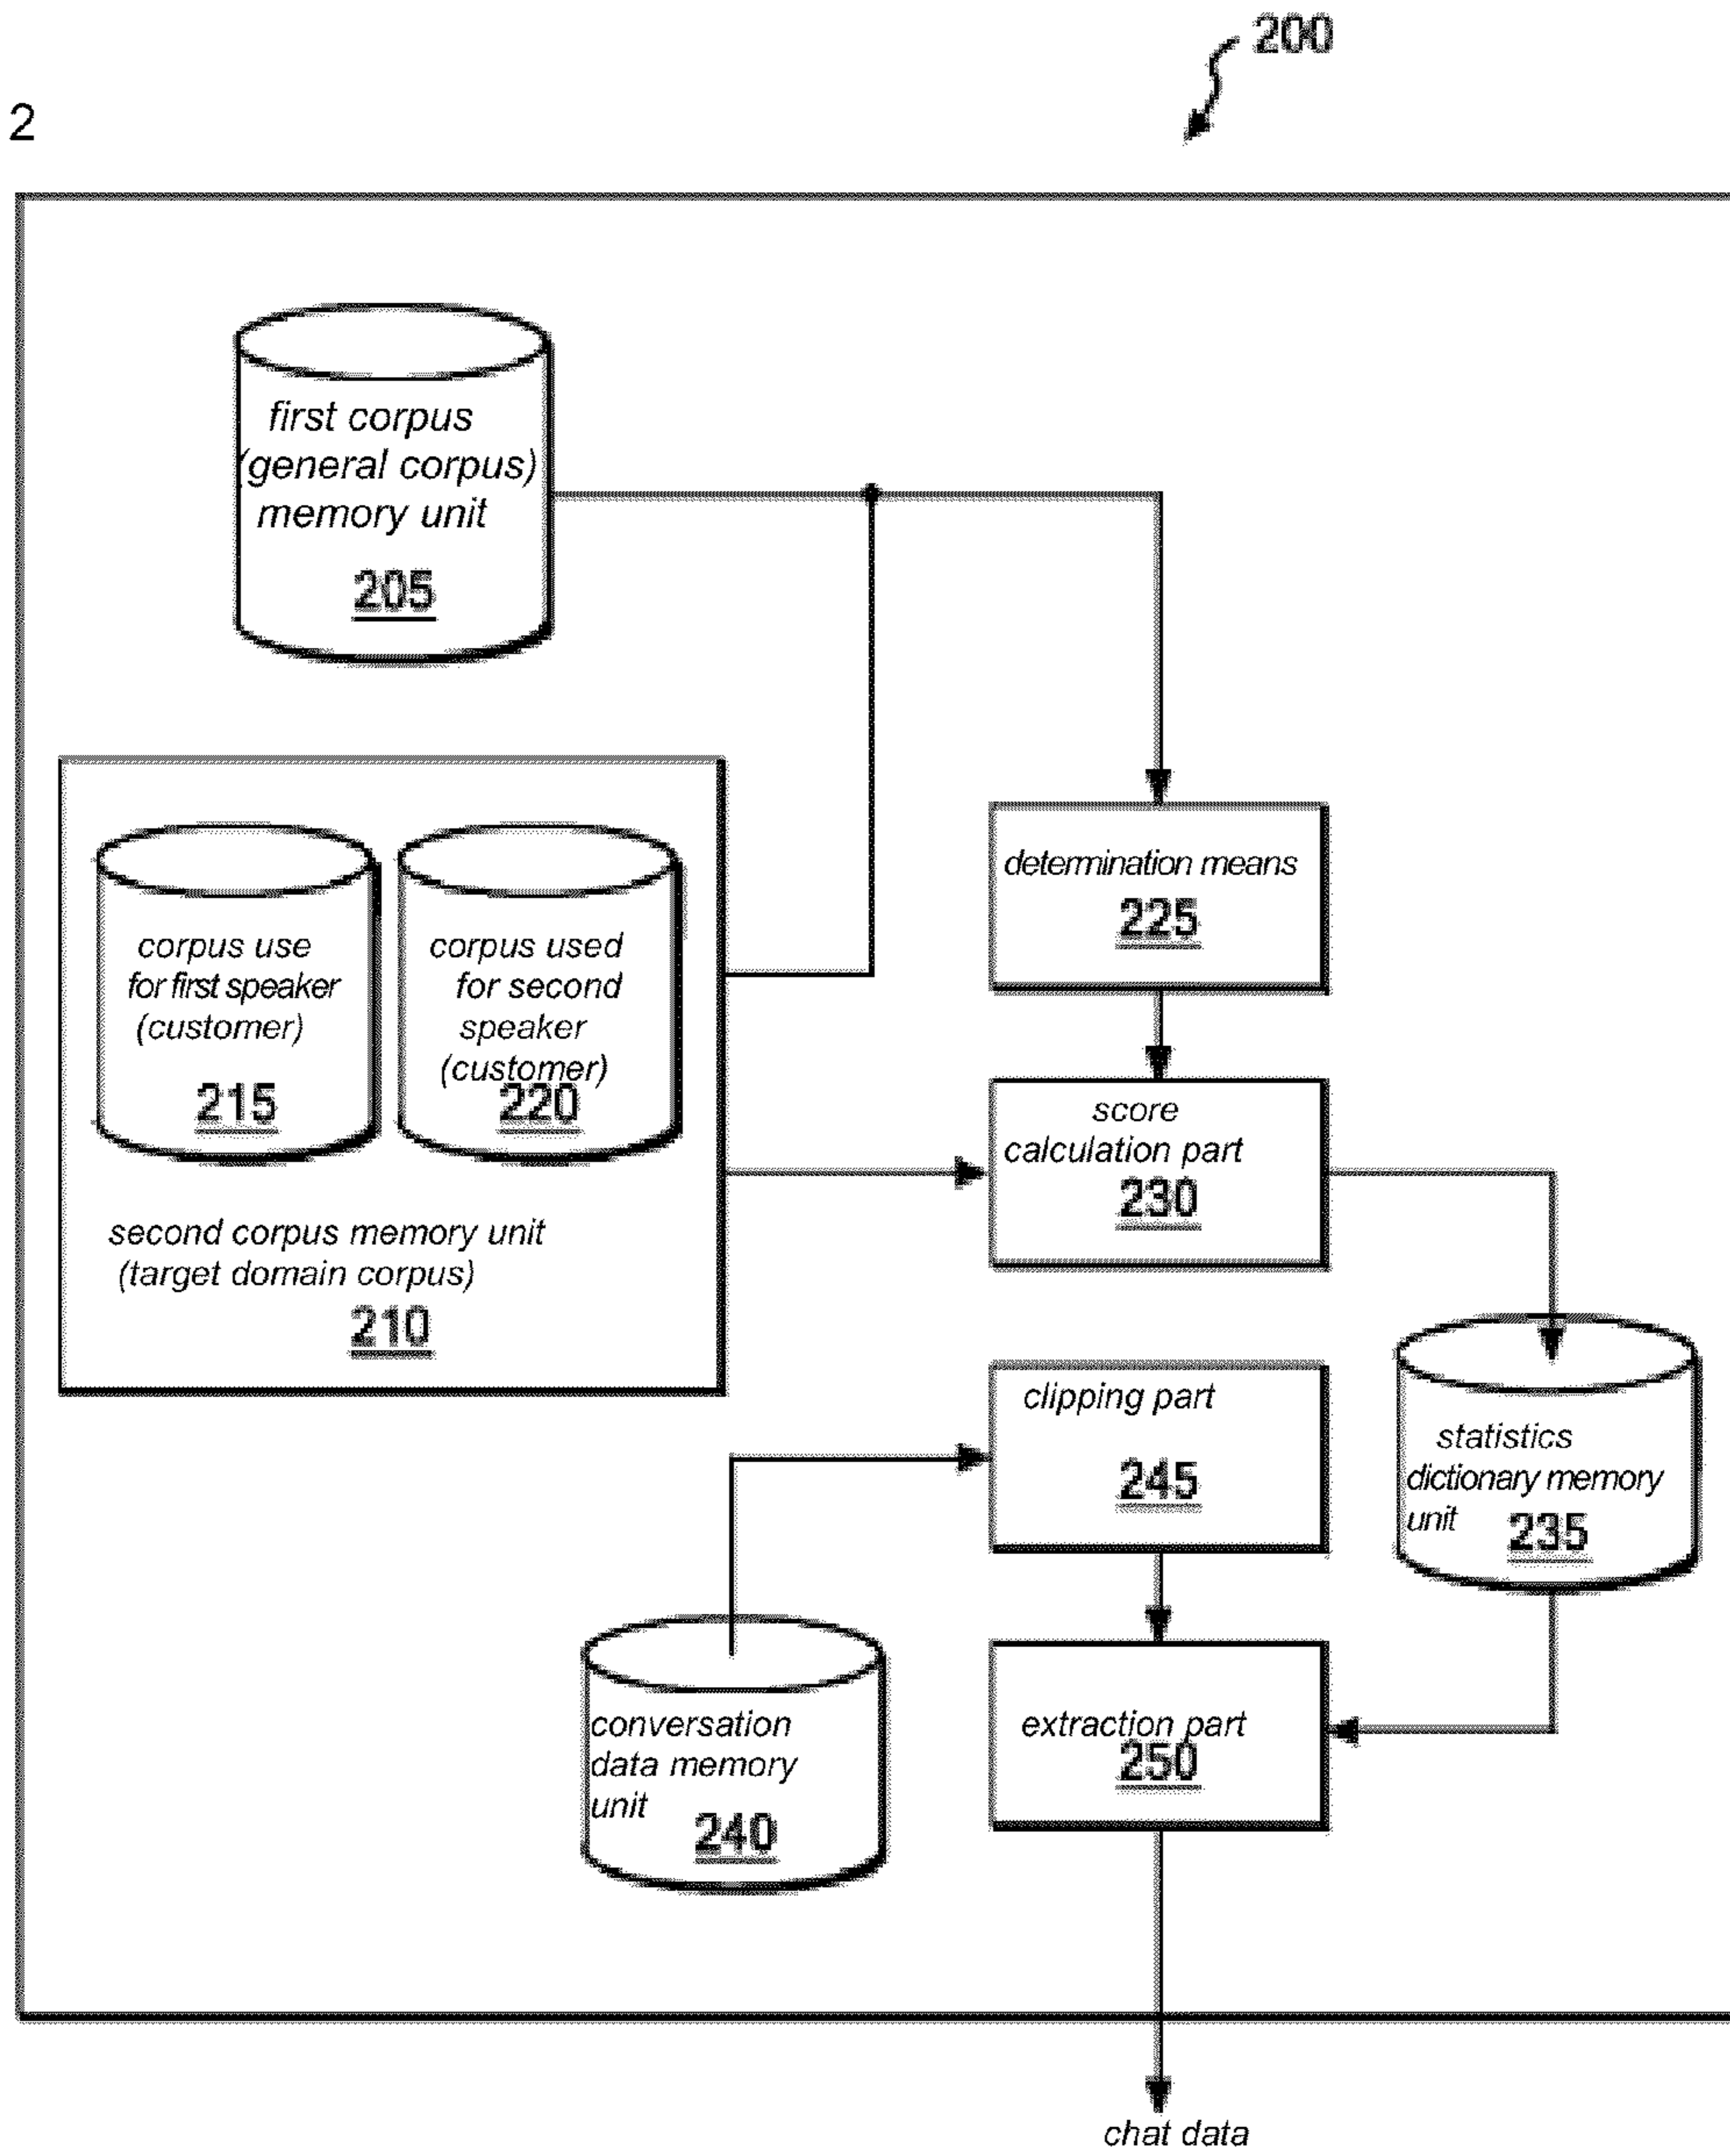 200
2
first corpus
(general corpus)
memory unit
205
determination means
225
corpus use
for first speaker
(customer)
215
corpus used
for second
speaker
(customer)
220
score
calculation part
230
second corpus memory unit
(target domain corpus)
210
clipping part
245
statistics
dictionary memory
unit
235
conversation
data memory
unit
240
extraction part
250
chat data